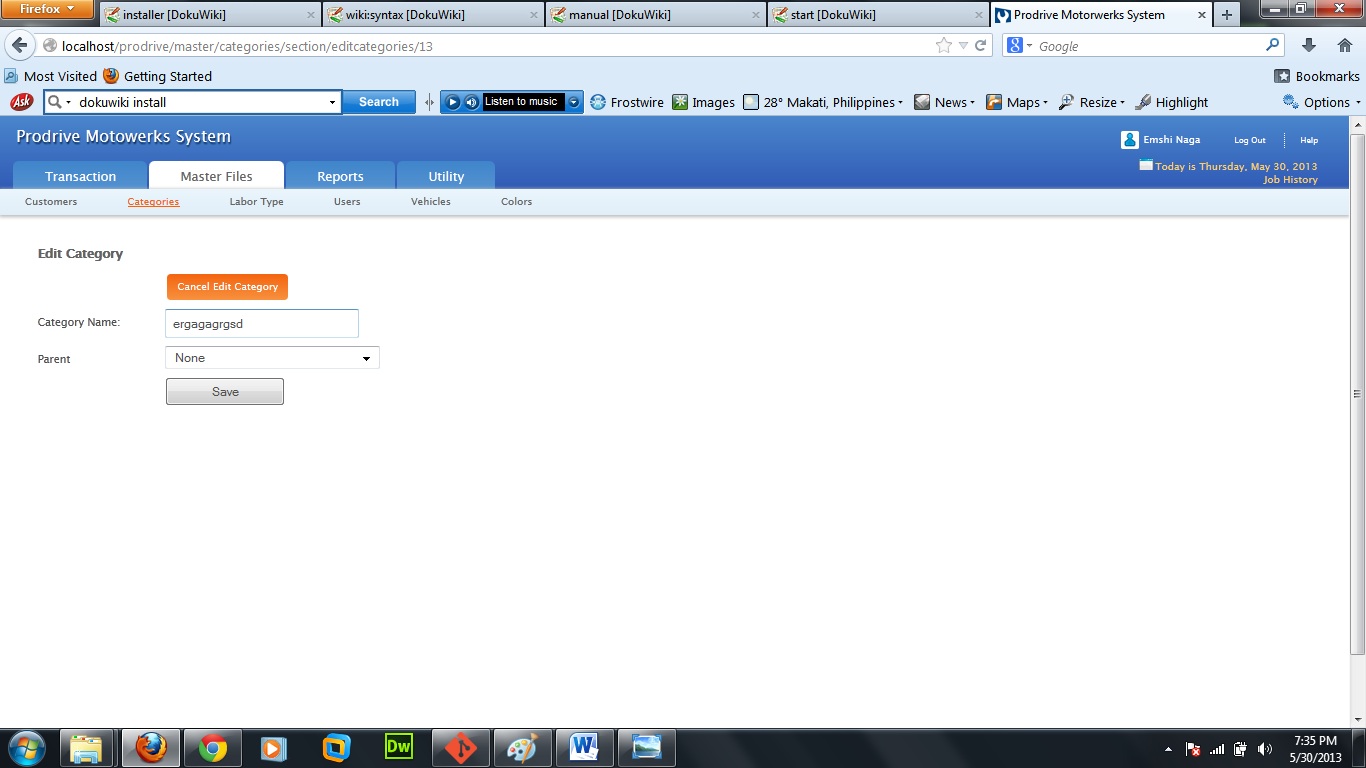 Firefox
installer [DokuWiki]
wiki:syntax [DokuWiki]
manual [DokuWiki]
start [DokuWiki]
Prodrive Motorwerks System
localhost/prodrive/master/categories/section/editcategories/13
Google
Most Visited
Getting Started
Bookmarks
Ask
dokuwiki install
Search
Listen to music
Frostwire
Images
28° Makati, Philippines
News
Maps
Resize
Highlight
Options
Prodrive Motowerks System
Emshi Naga
Log Out
Help
Today is Thursday, May 30, 2013
Job History
Transaction
Master Files
Reports
Utility
Customers
Categories
Labor Type
Users
Vehicles
Colors
Edit Category
Cancel Edit Category
Category Name:
ergagagrgsd
Parent
None
Save
Dw
7:35 PM
5/30/2013